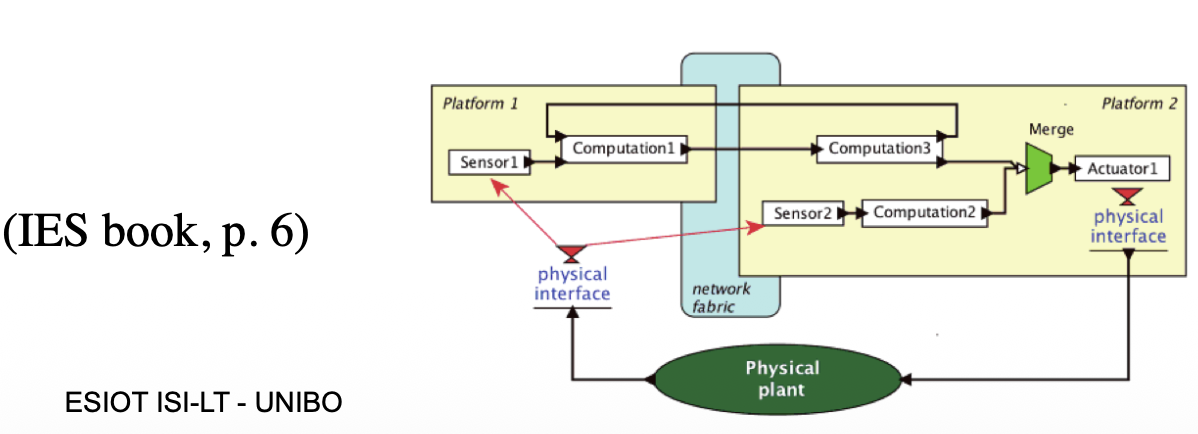 Platform 1
Platform 2
Merge
Sensor1
Computation1
Computation3
Actuator1
Sensor2
Computation2
physical
interface
(IES book, p. 6)
physical
interface
network
fabric
Physical
plant
ESIOT ISI-LT - UNIBO